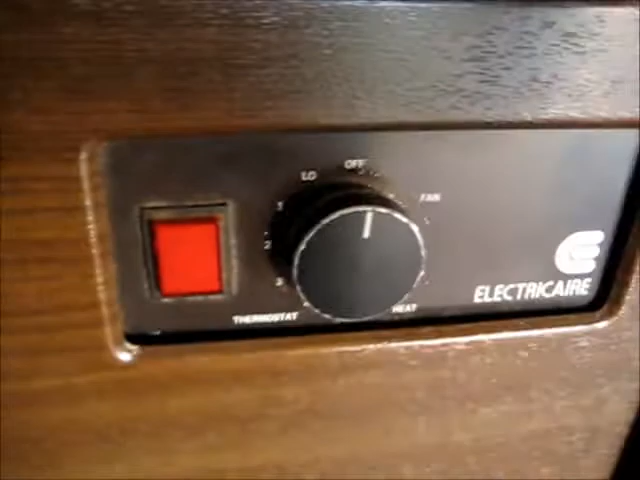 OFF
LO
FAN
1
2
3
THERMOSTAT
HEAT
ELECTRICAIRE